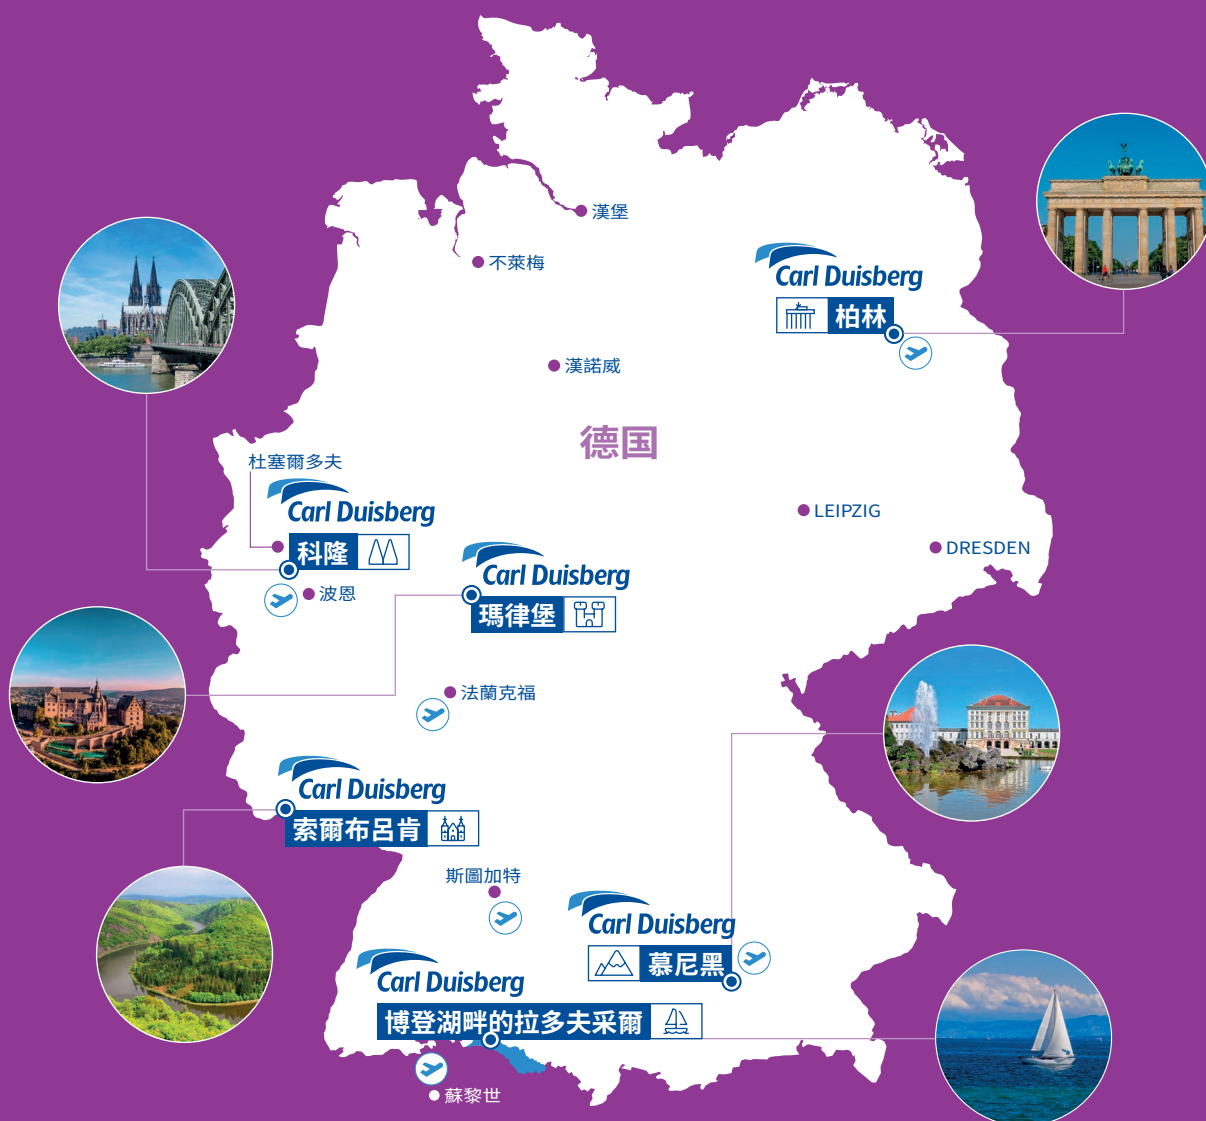 漢堡
不萊梅
Carl Duisberg
柏林
漢諾威
德国
杜塞爾多夫
Carl Duisberg
科隆
LEIPZIG
DRESDEN
波恩
Carl Duisberg
瑪律堡
法蘭克福
Carl Duisberg
索爾布呂肯
斯圖加特
Carl Duisberg
慕尼黑
Carl Duisberg
博登湖畔的拉多夫采爾
蘇黎世